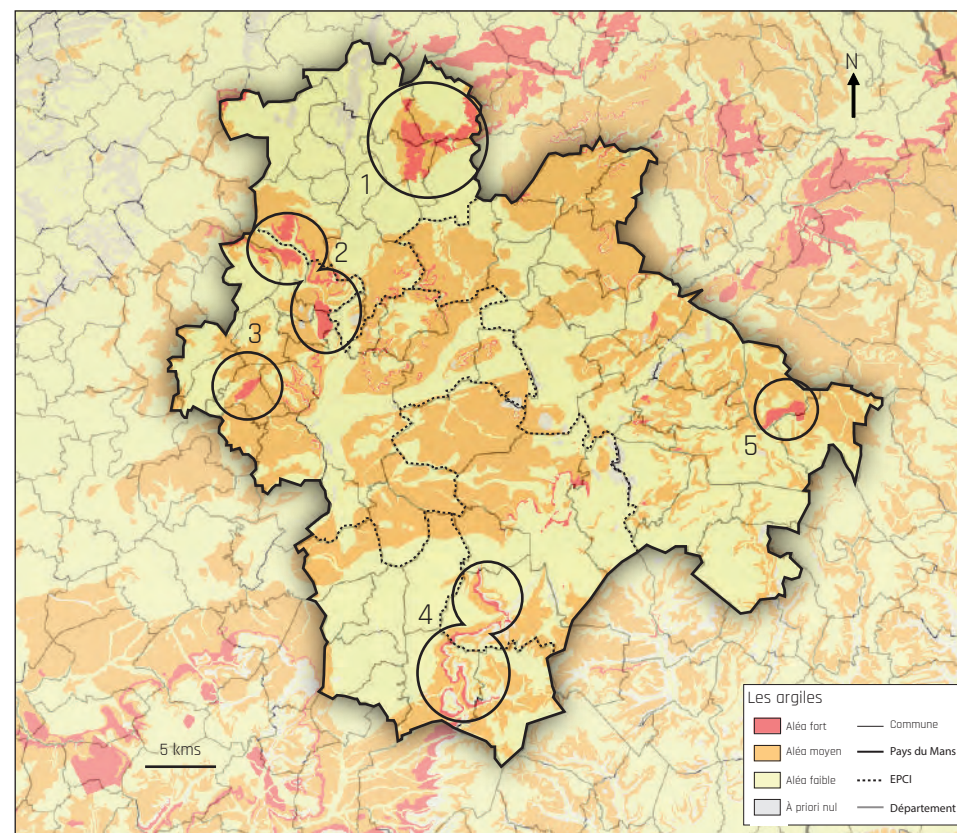 N
1
2
3
4
5
5 kms
Les argiles
Aléa fort
Commune
Aléa moyen
Pays du Mans
Aléa faible
EPCI
À priori nul
Département